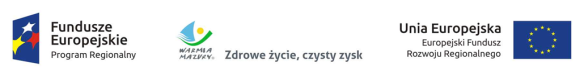 Fundusze
Europejskie
Program Regionalny
WARMIA
MAZURY
Zdrowe życie, czysty zysk
Unia Europejska
Europejski Fundusz
Rozwoju Regionalnego